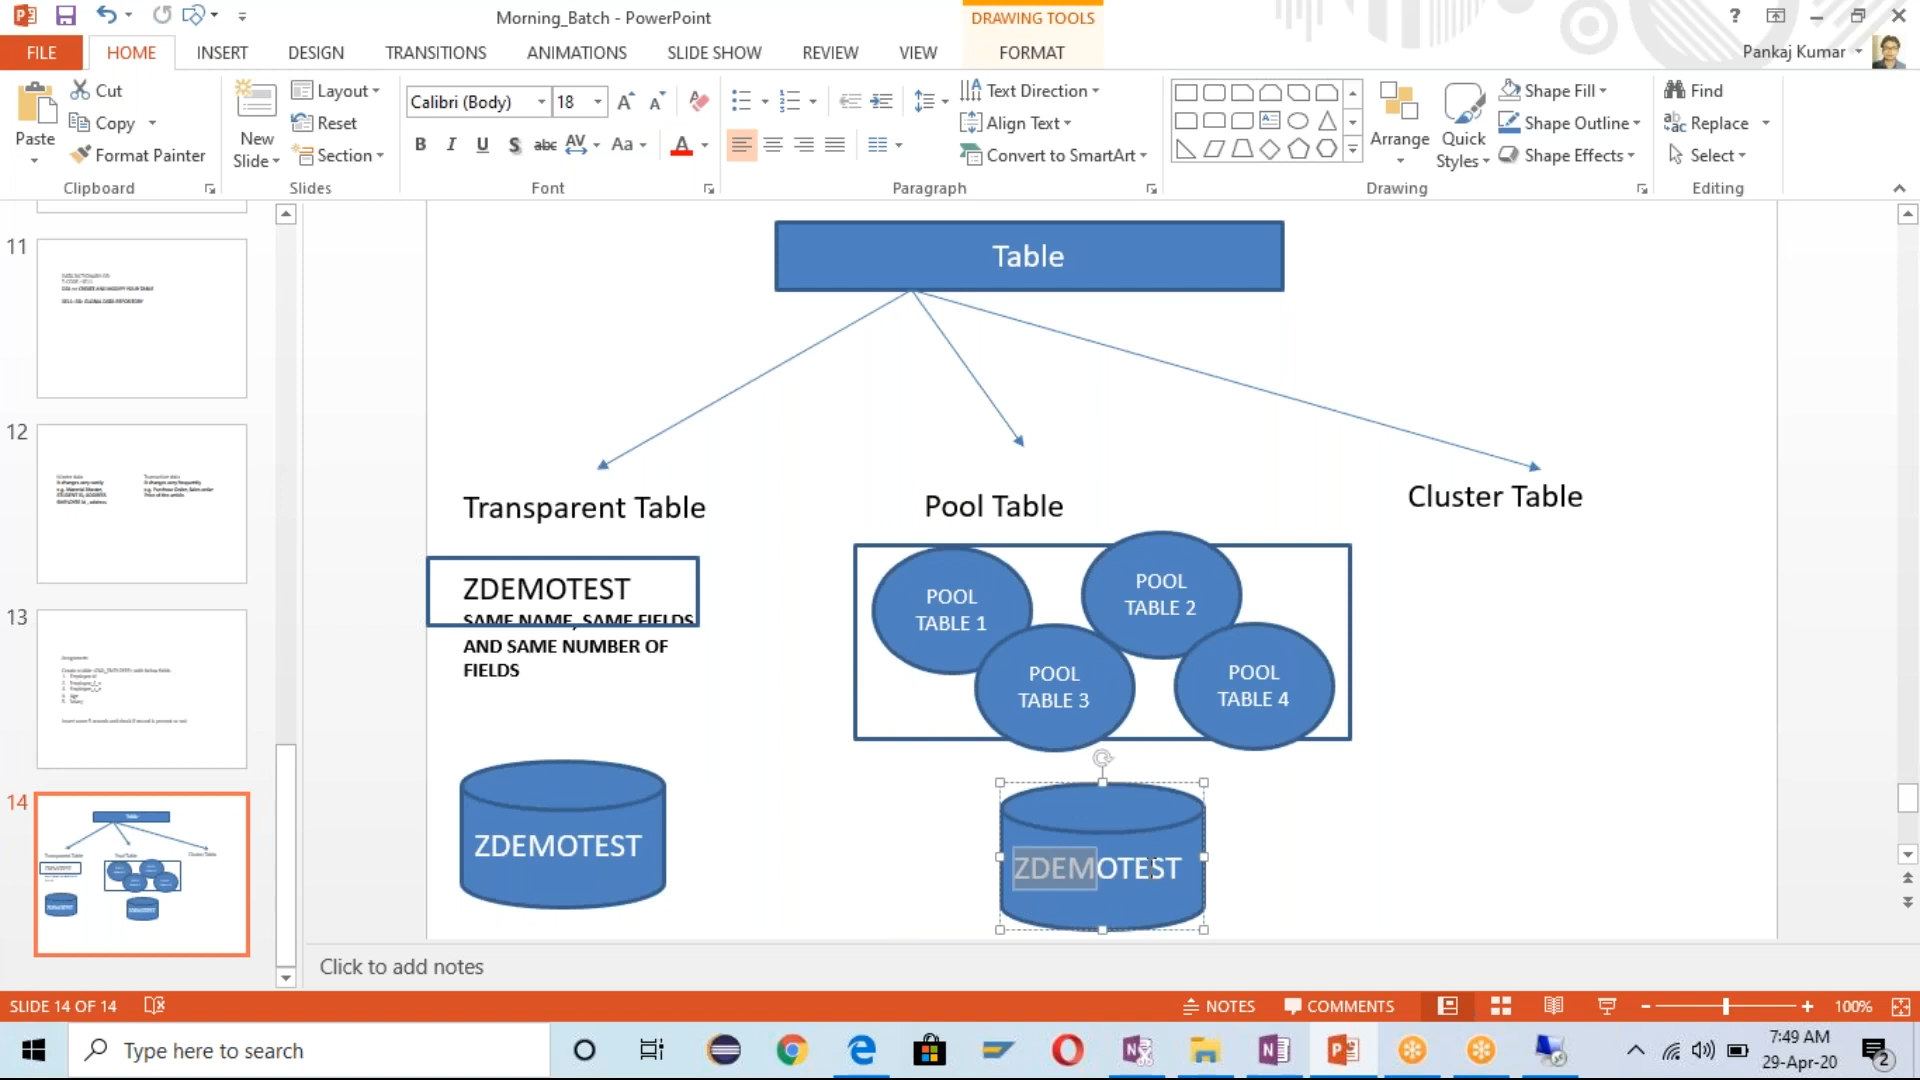 Morning_Batch - PowerPoint
DRAWING TOOLS
?
FILE
HOME
INSERT
DESIGN
TRANSITIONS
ANIMATIONS
SLIDE SHOW
REVIEW
VIEW
FORMAT
Pankaj Kumar
Paste
Cut
Copy
Format Painter
Clipboard
New
Slide
Layout
Reset
Section
Slides
Calibri (Body)
18
B I U S abc AV Aa A
Font
Paragraph
Text Direction
Align Text
Convert to SmartArt
Arrange
Quick
Styles
Shape Fill
Shape Outline
Shape Effects
Drawing
Find
Replace
Select
Editing
11
12
13
14
Table
Transparent Table
Pool Table
Cluster Table
ZDEMOTEST
SAME NAME, SAME FIELDS
AND SAME NUMBER OF
FIELDS
POOL
TABLE 1
POOL
TABLE 2
POOL
TABLE 3
POOL
TABLE 4
ZDEMOTEST
ZDEMOTEST
Click to add notes
SLIDE 14 OF 14
NOTES
COMMENTS
100%
Type here to search
7:49 AM
29-Apr-20
2